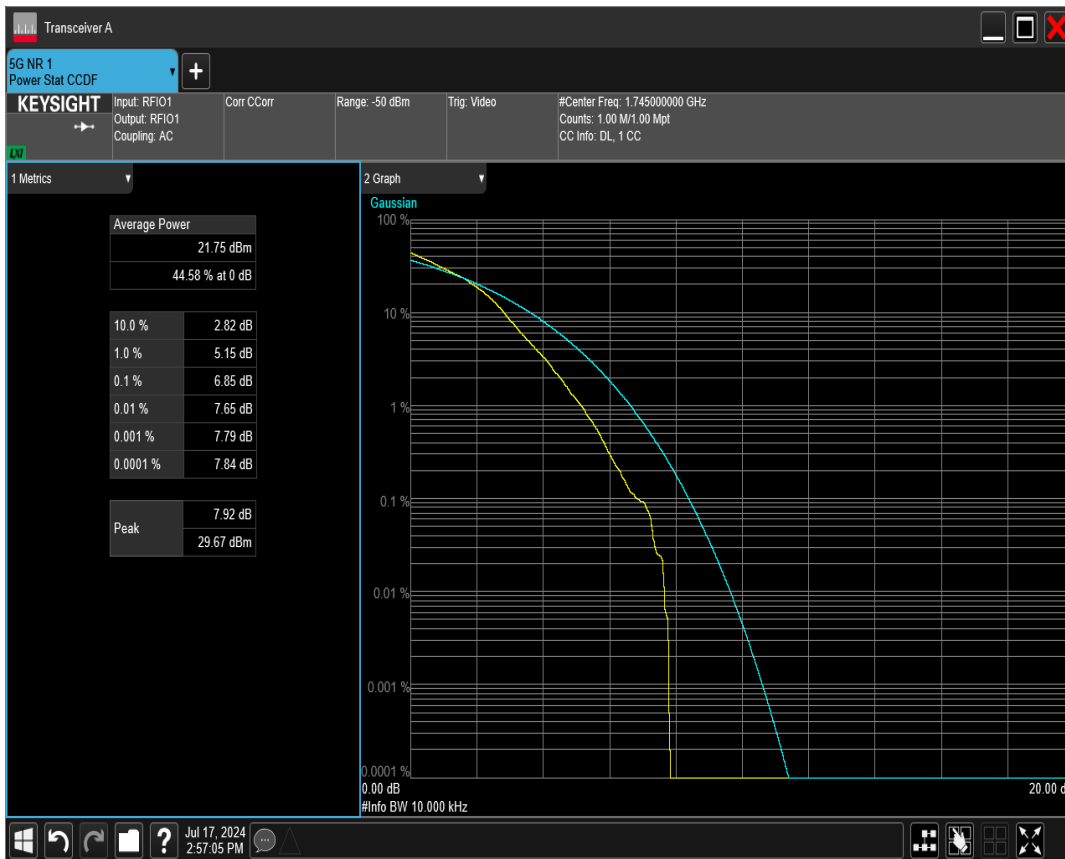 Transceiver A
5G NR 1
Power Stat CCDF
KEYSIGHT
Input: RFIO1
Output: RFIO1
Coupling: AC
Corr CCorr
Range: -50 dBm
Trig: Video
#Center Freq: 1.745000000 GHz
Counts: 1.00 M/1.00 Mpt
CC Info: DL, 1 CC
LXI
1 Metrics
Average Power
21.75 dBm
44.58 % at 0 dB
10.0 % 2.82 dB
1.0 % 5.15 dB
0.1 % 6.85 dB
0.01 % 7.65 dB
0.001 % 7.79 dB
0.0001 % 7.84 dB
Peak 7.92 dB
29.67 dBm
2 Graph
Gaussian
100 %
10 %
1 %
0.1 %
0.01 %
0.001 %
0.0001 %
0.00 dB
20.00 d
#Info BW 10.000 kHz
Jul 17, 2024
2:57:05 PM